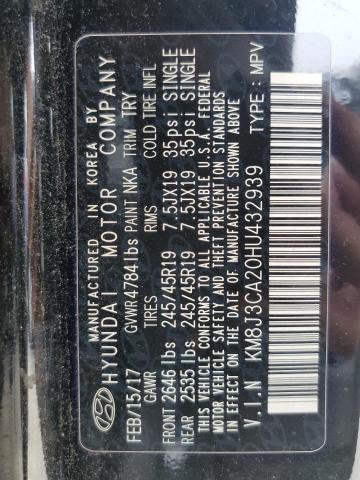 MANUFACTURED IN KOREA BY
HYUNDAI MOTOR COMPANY
FEB/15/17 GVWR4784lbs PAINT NKA TRIM TRY
GAWR TIRES RIMS COLD TIRE INFL
FRONT 2646 lbs 245/45R19 7.5JX19 35psi SINGLE
REAR 2535 lbs 245/45R19 7.5JX19 35psi SINGLE
THIS VEHICLE CONFORMS TO ALL APPLICABLE U.S.A. FEDERAL
MOTOR VEHICLE SAFETY, BUMPER, AND THEFT PREVENTION STANDARDS
IN EFFECT ON THE DATE OF MANUFACTURE SHOWN ABOVE.
V.I.N KM8J3CA20HU432939 TYPE: MPV